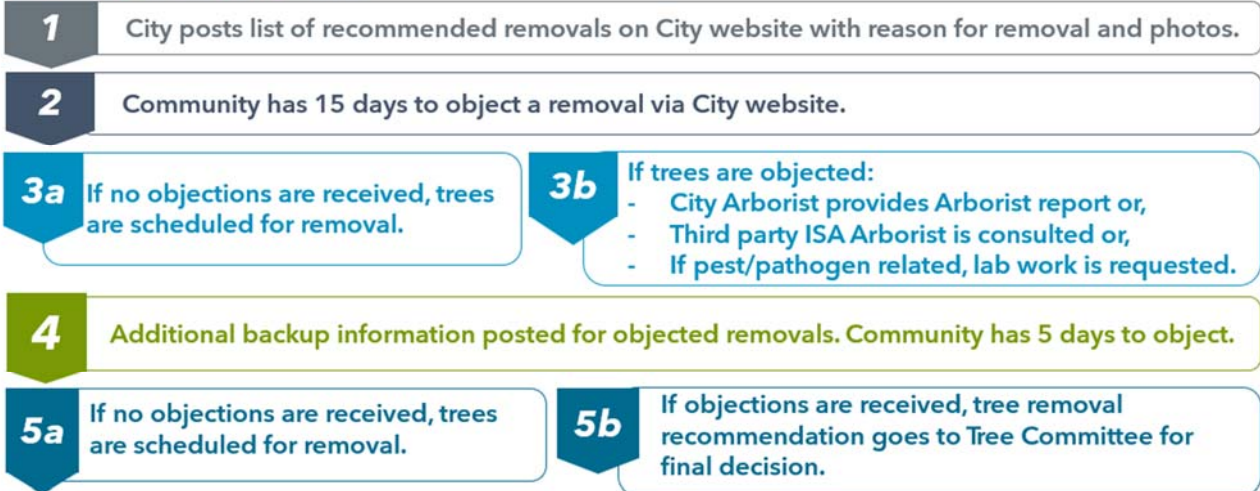 1
City posts list of recommended removals on City website with reason for removal and photos.
2
Community has 15 days to object a removal via City website.
3a
If no objections are received, trees
are scheduled for removal.
3b
If trees are objected:
- City Arborist provides Arborist report or,
- Third party ISA Arborist is consulted or,
- If pest/pathogen related, lab work is requested.
4
Additional backup information posted for objected removals. Community has 5 days to object.
5a
If no objections are received, trees
are scheduled for removal.
5b
If objections are received, tree removal
recommendation goes to Tree Committee for
final decision.